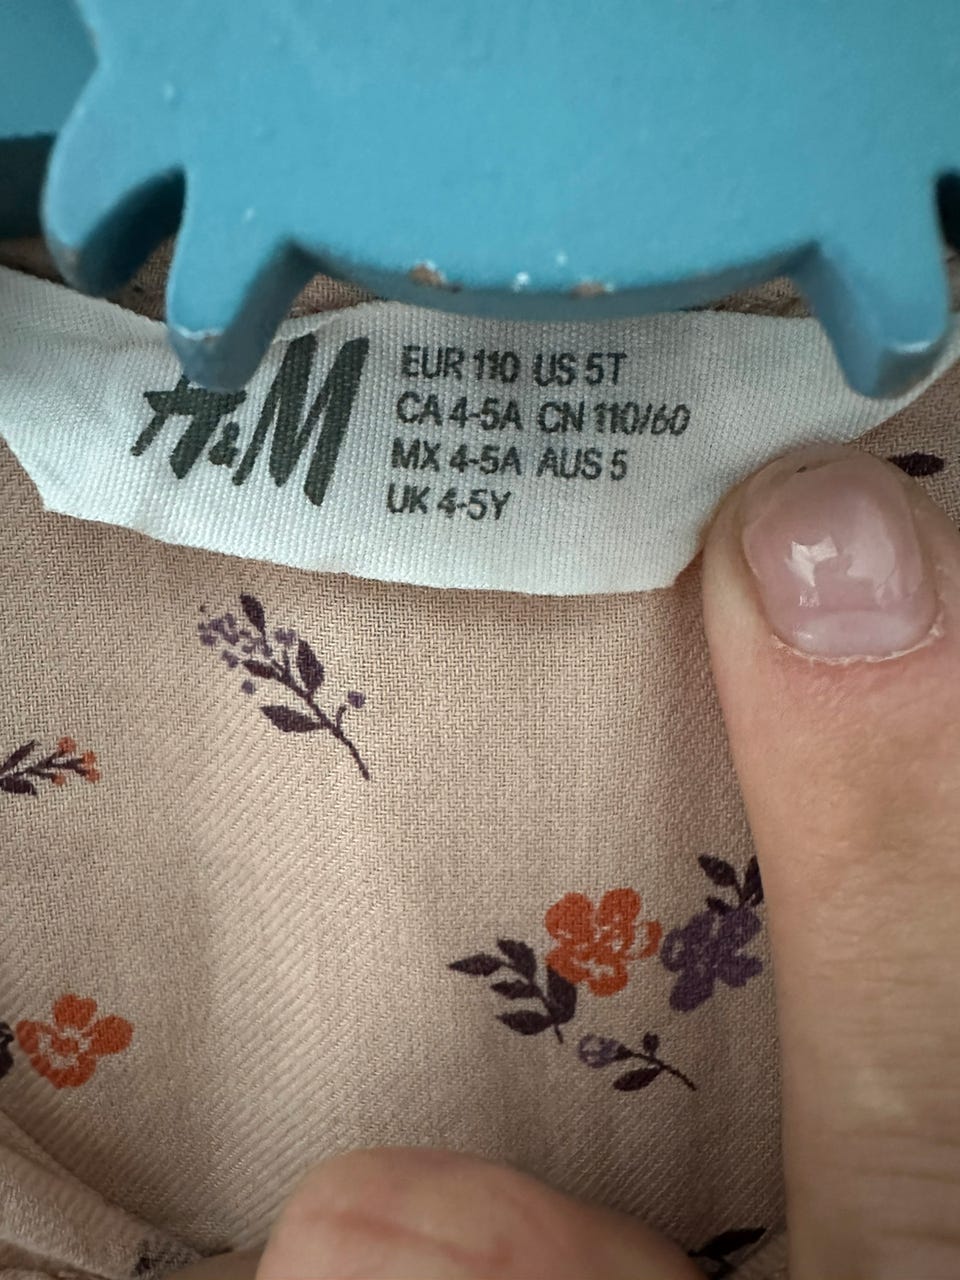 H&M
EUR 110 US 5T
CA 4-5A CN 110/60
MX 4-5A AUS 5
UK 4-5Y